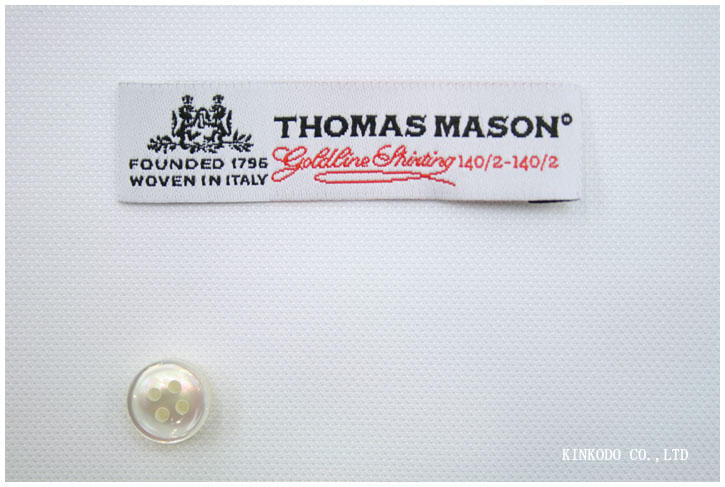 THOMAS MASON®
FOUNDED 1796
WOVEN IN ITALY
Goldline Shirting 140/2-140/2
KINKODO CO.,LTD